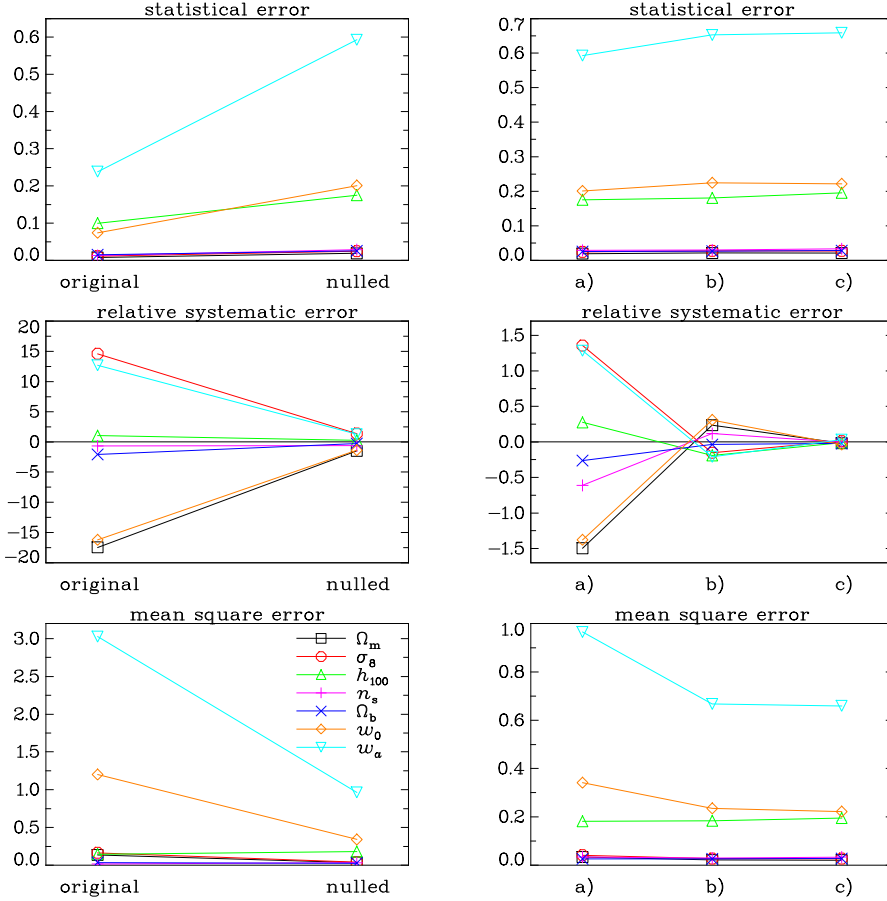 statistical error
0.6
0.5
0.4
0.3
0.2
0.1
0.0
original nulled
statistical error
0.7
0.6
0.5
0.4
0.3
0.2
0.1
0.0
a) b) c)
relative systematic error
20
15
10
5
0
−5
−10
−15
−20
original nulled
relative systematic error
1.5
1.0
0.5
0.0
−0.5
−1.0
−1.5
a) b) c)
mean square error
3.0
2.5
2.0
1.5
1.0
0.5
0.0
Ωm
σ8
h100
ns
Ωb
w0
wa
original nulled
mean square error
1.0
0.8
0.6
0.4
0.2
0.0
a) b) c)